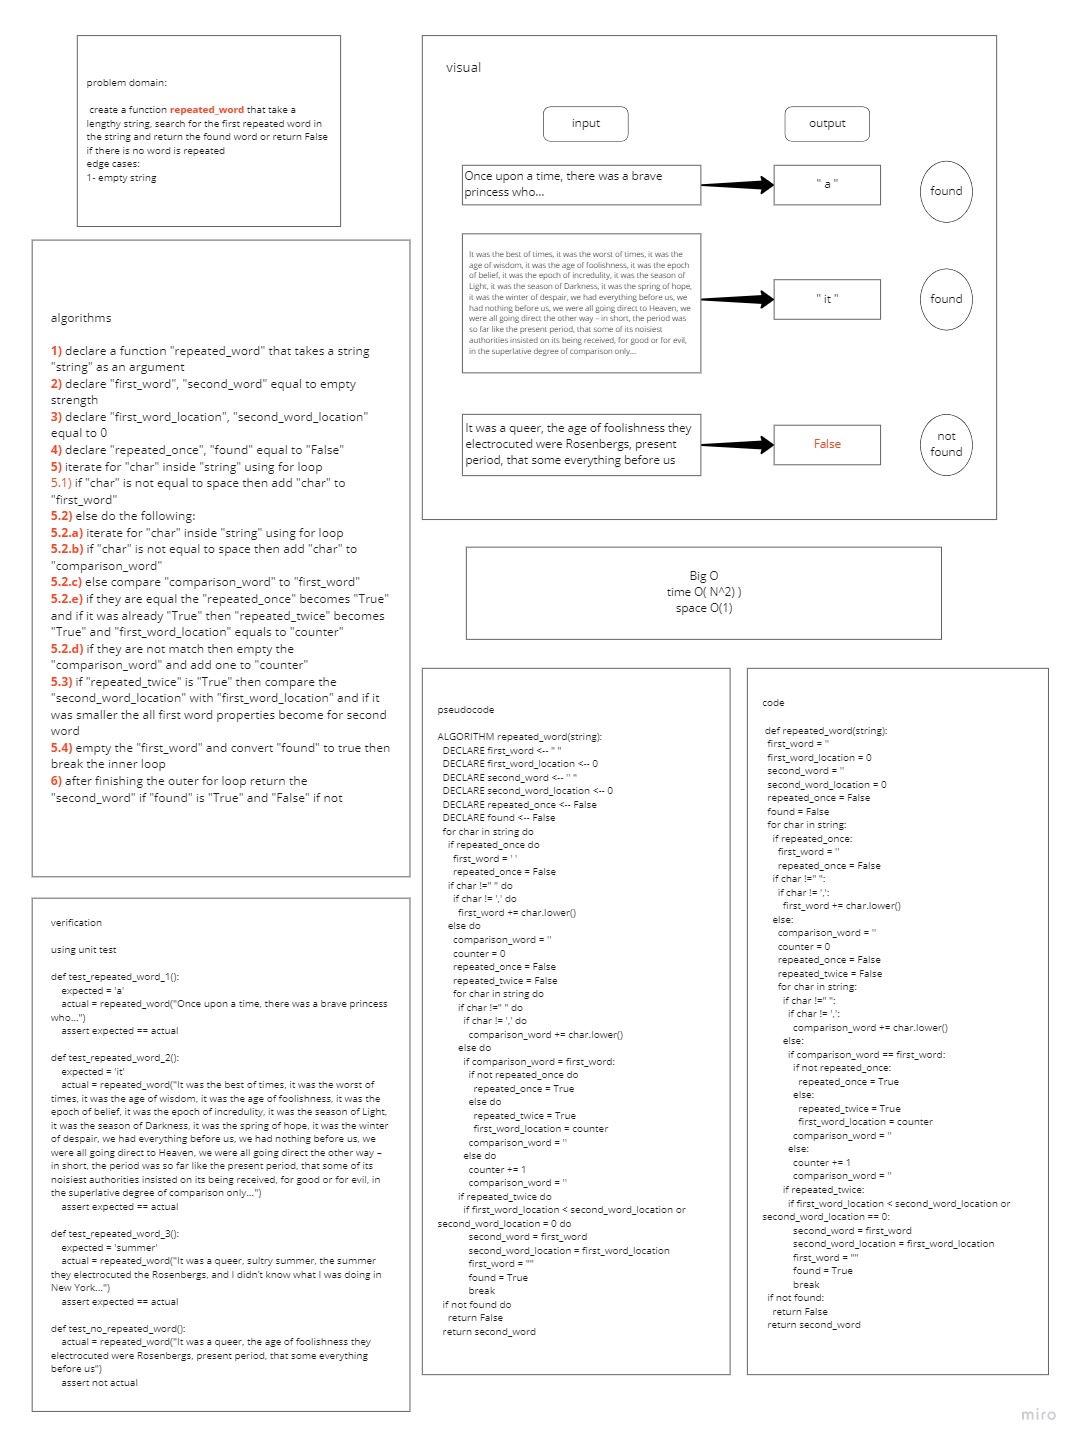 problem domain:
create a function repeated_word that take a
lengthy string, search for the first repeated word in
the string and return the found word or return False
if there is no word is repeated
edge cases:
1- empty string
visual
input
output
Once upon a time, there was a brave
princess who...
" a "
found
It was the best of times, it was the worst of times, it was the
age of wisdom, it was the age of foolishness, it was the epoch
of belief, it was the epoch of incredulity, it was the season of
Light, it was the season of Darkness, it was the spring of hope,
it was the winter of despair, we had everything before us, we
had nothing before us, we were all going direct to Heaven, we
were all going direct the other way – in short, the period was
so far like the present period, that some of its noisiest
authorities insisted on its being received, for good or for evil,
in the superlative degree of comparison only...
" it "
found
It was a queer, the age of foolishness they
electrocuted were Rosenbergs, present
period, that some everything before us
False
not
found
algorithms
1) declare a function "repeated_word" that takes a string
"string" as an argument
2) declare "first_word", "second_word" equal to empty
strength
3) declare "first_word_location", "second_word_location"
equal to 0
4) declare "repeated_once", "found" equal to "False"
5) iterate for "char" inside "string" using for loop
5.1) if "char" is not equal to space then add "char" to
"first_word"
5.2) else do the following:
5.2.a) iterate for "char" inside "string" using for loop
5.2.b) if "char" is not equal to space then add "char" to
"comparison_word"
5.2.c) else compare "comparison_word" to "first_word"
5.2.e) if they are equal the "repeated_once" becomes "True"
and if it was already "True" then "repeated_twice" becomes
"True" and "first_word_location" equals to "counter"
5.2.d) if they are not match then empty the
"comparison_word" and add one to "counter"
5.3) if "repeated_twice" is "True" then compare the
"second_word_location" with "first_word_location" and if it
was smaller the all first word properties become for second
word
5.4) empty the "first_word" and convert "found" to true then
break the inner loop
6) after finishing the outer for loop return the
"second_word" if "found" is "True" and "False" if not
Big O
time O( N^2) )
space O(1)
verification
using unit test
def test_repeated_word_1():
expected = 'a'
actual = repeated_word("Once upon a time, there was a brave princess
who...")
assert expected == actual
def test_repeated_word_2():
expected = 'it'
actual = repeated_word("It was the best of times, it was the worst of
times, it was the age of wisdom, it was the age of foolishness, it was the
epoch of belief, it was the epoch of incredulity, it was the season of Light,
it was the season of Darkness, it was the spring of hope, it was the winter
of despair, we had everything before us, we had nothing before us, we
were all going direct to Heaven, we were all going direct the other way –
in short, the period was so far like the present period, that some of its
noisiest authorities insisted on its being received, for good or for evil, in
the superlative degree of comparison only...")
assert expected == actual
def test_repeated_word_3():
expected = 'summer'
actual = repeated_word("It was a queer, sultry summer, the summer
they electrocuted the Rosenbergs, and I didn't know what I was doing in
New York...")
assert expected == actual
def test_no_repeated_word():
actual = repeated_word("It was a queer, the age of foolishness they
electrocuted were Rosenbergs, present period, that some everything
before us")
assert not actual
pseudocode
ALGORITHM repeated_word(string):
DECLARE first_word <-- " "
DECLARE first_word_location <-- 0
DECLARE second_word <-- " "
DECLARE second_word_location <-- 0
DECLARE repeated_once <-- False
DECLARE found <-- False
for char in string do
if repeated_once do
first_word = ' '
repeated_once = False
if char !=" " do
if char != ',' do
first_word += char.lower()
else do
comparison_word = ''
counter = 0
repeated_once = False
repeated_twice = False
for char in string do
if char !=" " do
if char != ',' do
comparison_word += char.lower()
else do
if comparison_word = first_word:
if not repeated_once do
repeated_once = True
else do
repeated_twice = True
first_word_location = counter
comparison_word = ''
else do
counter += 1
comparison_word = ''
if repeated_twice do
if first_word_location < second_word_location or
second_word_location = 0 do
second_word = first_word
second_word_location = first_word_location
first_word = ""
found = True
break
if not found do
return False
return second_word
code
def repeated_word(string):
first_word = ''
first_word_location = 0
second_word = ''
second_word_location = 0
repeated_once = False
found = False
for char in string:
if repeated_once:
first_word = ''
repeated_once = False
if char !=" ":
if char != ',':
first_word += char.lower()
else:
comparison_word = ''
counter = 0
repeated_once = False
repeated_twice = False
for char in string:
if char !=" ":
if char != ',':
comparison_word += char.lower()
else:
if comparison_word == first_word:
if not repeated_once:
repeated_once = True
else:
repeated_twice = True
first_word_location = counter
comparison_word = ''
else:
counter += 1
comparison_word = ''
if repeated_twice:
if first_word_location < second_word_location or
second_word_location == 0:
second_word = first_word
second_word_location = first_word_location
first_word = ""
found = True
break
if not found:
return False
return second_word
miro